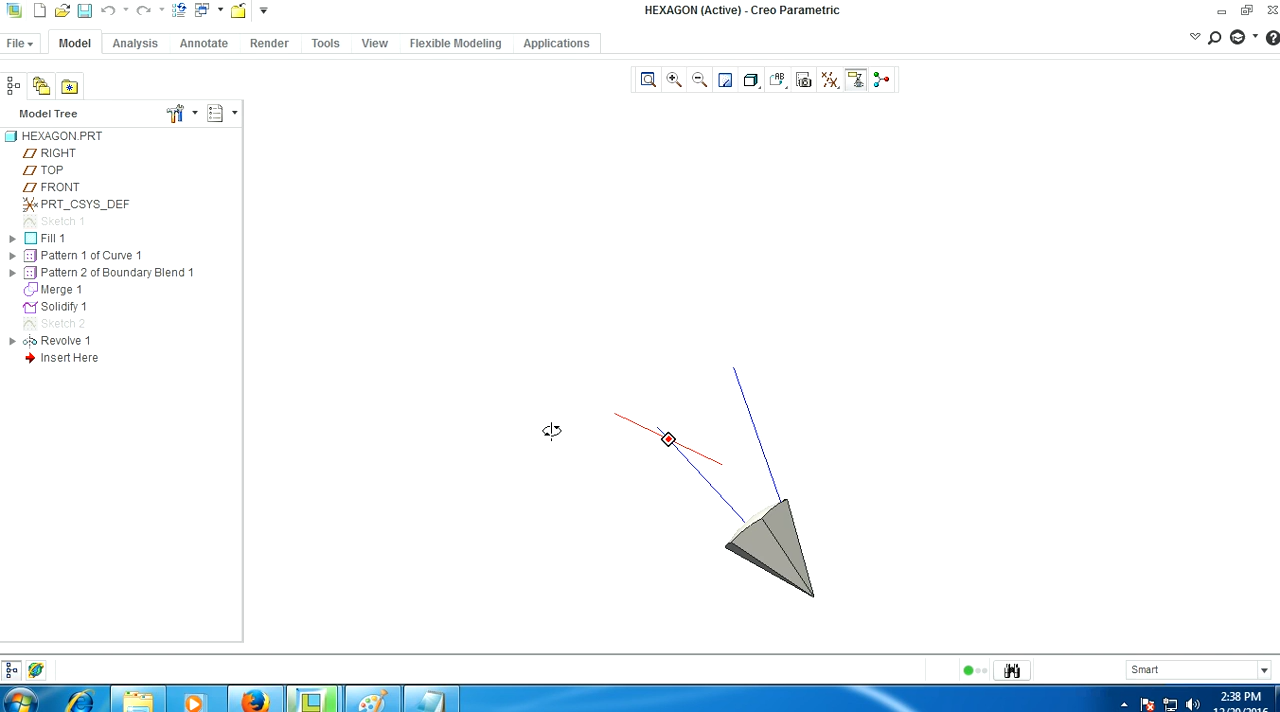 HEXAGON (Active) - Creo Parametric
File Model Analysis Annotate Render Tools View Flexible Modeling Applications
Model Tree
HEXAGON.PRT
RIGHT
TOP
FRONT
PRT_CSYS_DEF
Sketch 1
Fill 1
Pattern 1 of Curve 1
Pattern 2 of Boundary Blend 1
Merge 1
Solidify 1
Sketch 2
Revolve 1
Insert Here
Smart
2:38 PM